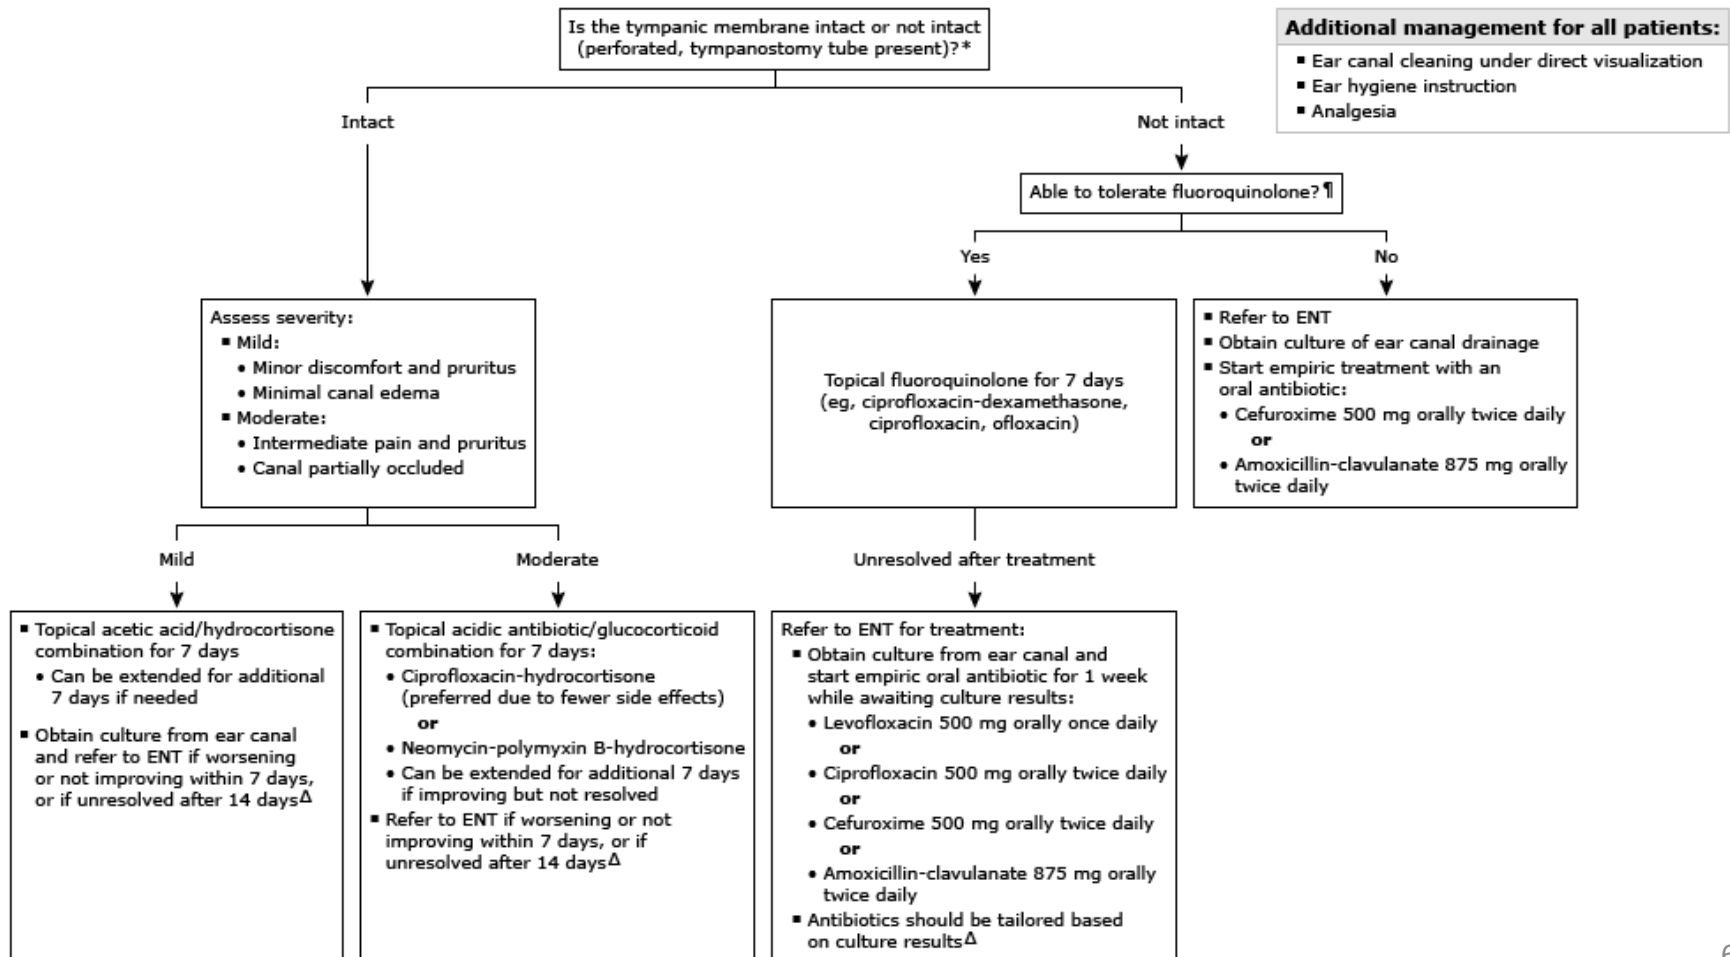 Is the tympanic membrane intact or not intact
(perforated, tympanostomy tube present)?*
Additional management for all patients:
▪ Ear canal cleaning under direct visualization
▪ Ear hygiene instruction
▪ Analgesia
Intact
Not intact
Able to tolerate fluoroquinolone?¶
Yes
No
Assess severity:
▪ Mild:
• Minor discomfort and pruritus
• Minimal canal edema
▪ Moderate:
• Intermediate pain and pruritus
• Canal partially occluded
Topical fluoroquinolone for 7 days
(eg, ciprofloxacin-dexamethasone,
ciprofloxacin, ofloxacin)
▪ Refer to ENT
▪ Obtain culture of ear canal drainage
▪ Start empiric treatment with an
oral antibiotic:
• Cefuroxime 500 mg orally twice daily
or
• Amoxicillin-clavulanate 875 mg orally
twice daily
Mild
Moderate
Unresolved after treatment
▪ Topical acetic acid/hydrocortisone
combination for 7 days
• Can be extended for additional
7 days if needed
▪ Obtain culture from ear canal
and refer to ENT if worsening
or not improving within 7 days,
or if unresolved after 14 daysΔ
▪ Topical acidic antibiotic/glucocorticoid
combination for 7 days:
• Ciprofloxacin-hydrocortisone
(preferred due to fewer side effects)
or
• Neomycin-polymyxin B-hydrocortisone
• Can be extended for additional 7 days
if improving but not resolved
▪ Refer to ENT if worsening or not
improving within 7 days, or if
unresolved after 14 daysΔ
Refer to ENT for treatment:
▪ Obtain culture from ear canal and
start empiric oral antibiotic for 1 week
while awaiting culture results:
• Levofloxacin 500 mg orally once daily
or
• Ciprofloxacin 500 mg orally twice daily
or
• Cefuroxime 500 mg orally twice daily
or
• Amoxicillin-clavulanate 875 mg orally
twice daily
▪ Antibiotics should be tailored based
on culture resultsΔ